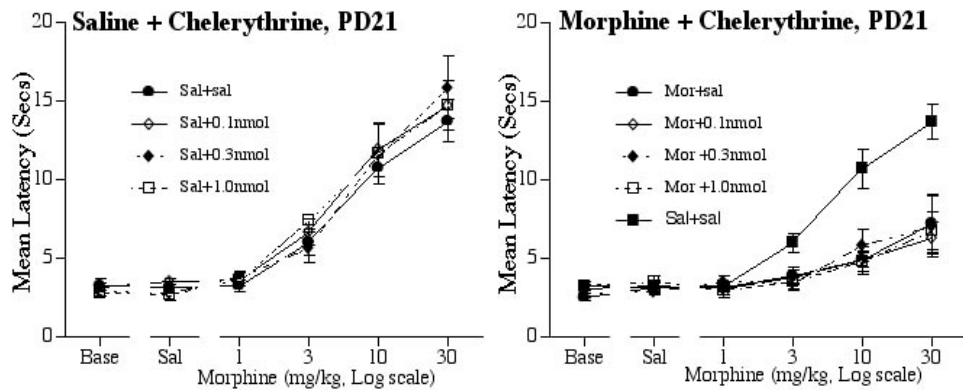 Saline + Chelerythrine, PD21
Mean Latency (Secs)
20
15
10
5
0
Sal+sal
Sal+0.1nmol
Sal+0.3nmol
Sal+1.0nmol
Base Sal 1 3 10 30
Morphine (mg/kg, Log scale)
Morphine + Chelerythrine, PD21
Mean Latency (Secs)
20
15
10
5
0
Mor+sal
Mor+0.1nmol
Mor +0.3nmol
Mor +1.0nmol
Sal+sal
Base Sal 1 3 10 30
Morphine (mg/kg, Log scale)